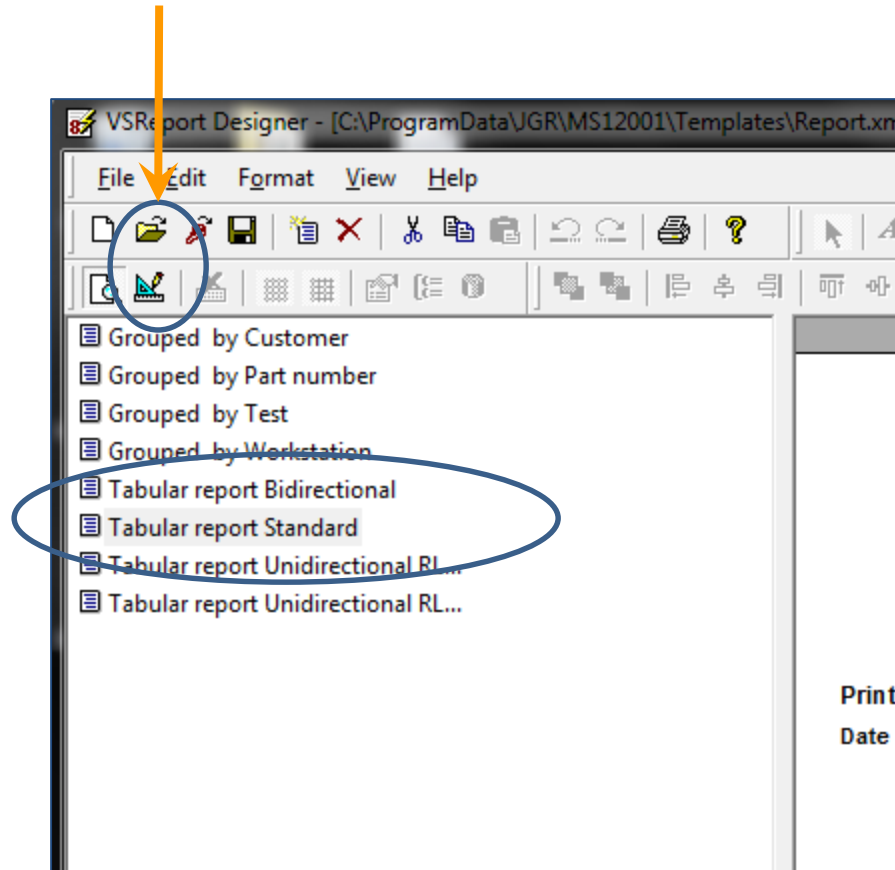 VSReport Designer - [C:\ProgramData\JGR\MS12001\Templates\Report.xm
File Edit Format View Help
Grouped by Customer
Grouped by Part number
Grouped by Test
Grouped by Workstation
Tabular report Bidirectional
Tabular report Standard
Tabular report Unidirectional RL...
Tabular report Unidirectional RL...
Print
Date